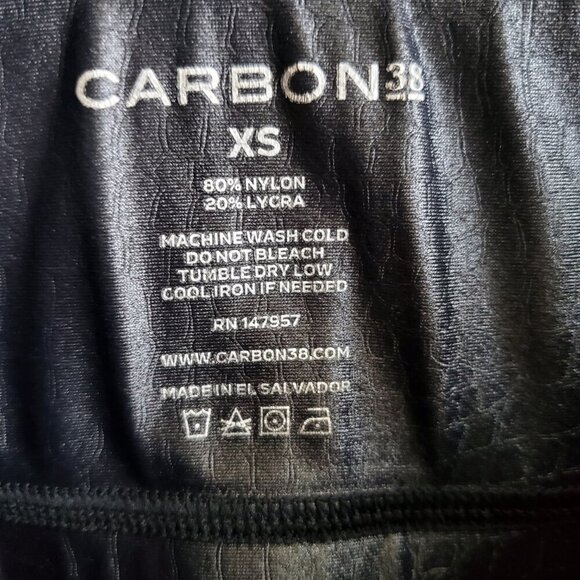 CARBON38
XS
80% NYLON
20% LYCRA
MACHINE WASH COLD
DO NOT BLEACH
TUMBLE DRY LOW
COOL IRON IF NEEDED
RN 147957
WWW.CARBON38.COM
MADE IN EL SALVADOR